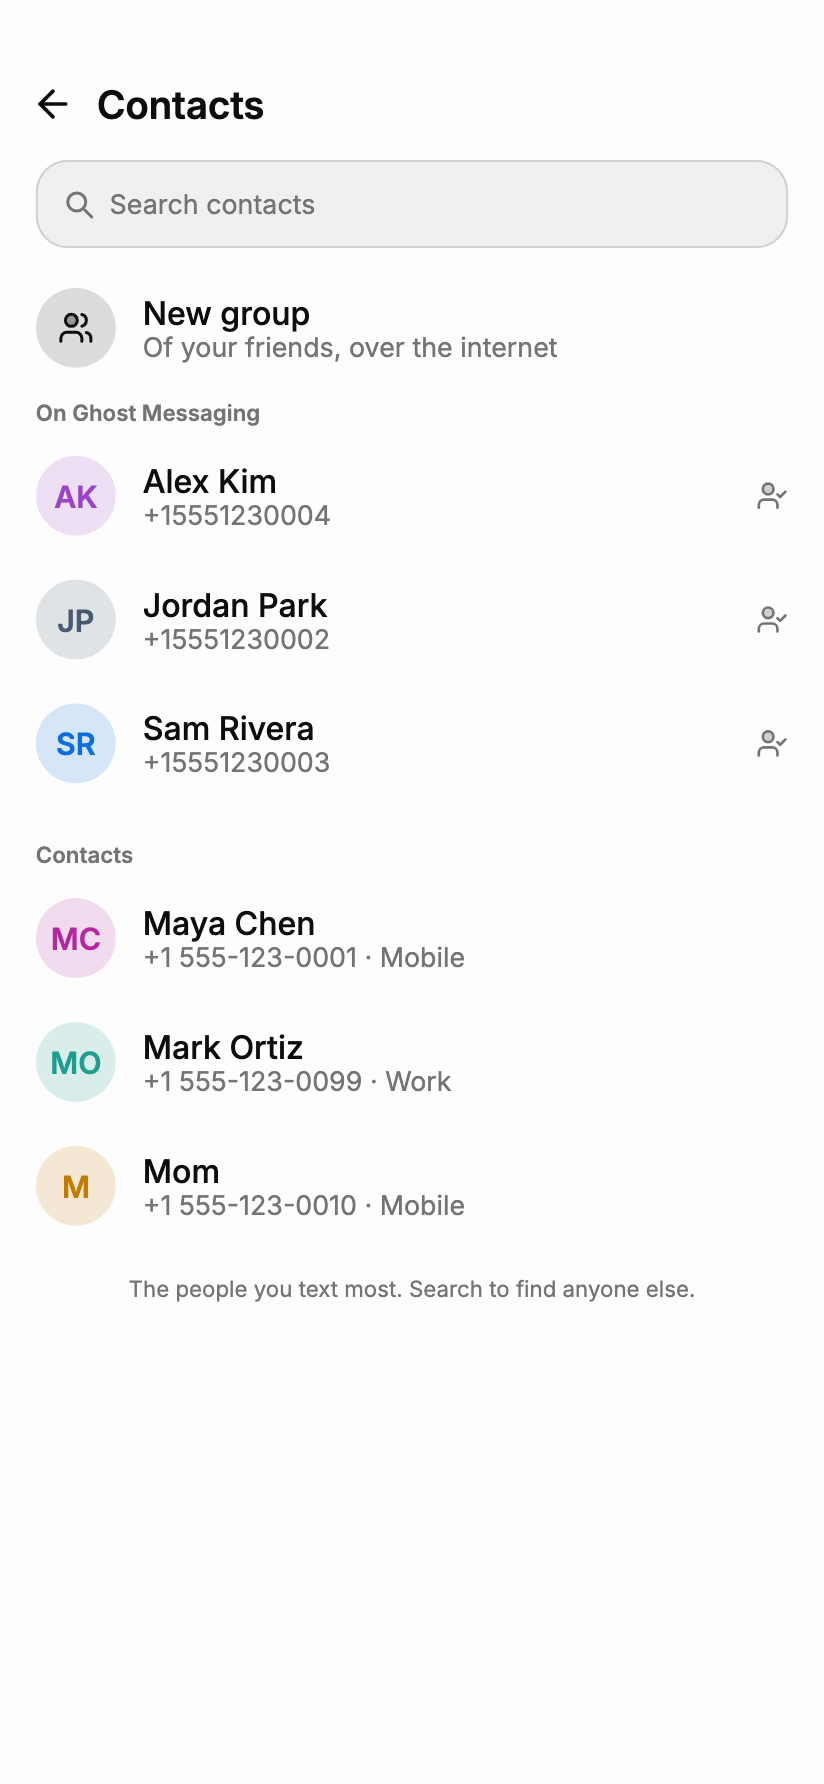 Contacts
Search contacts
New group
Of your friends, over the internet
On Ghost Messaging
AK
Alex Kim
+15551230004
JP
Jordan Park
+15551230002
SR
Sam Rivera
+15551230003
Contacts
MC
Maya Chen
+1 555-123-0001 · Mobile
MO
Mark Ortiz
+1 555-123-0099 · Work
M
Mom
+1 555-123-0010 · Mobile
The people you text most. Search to find anyone else.